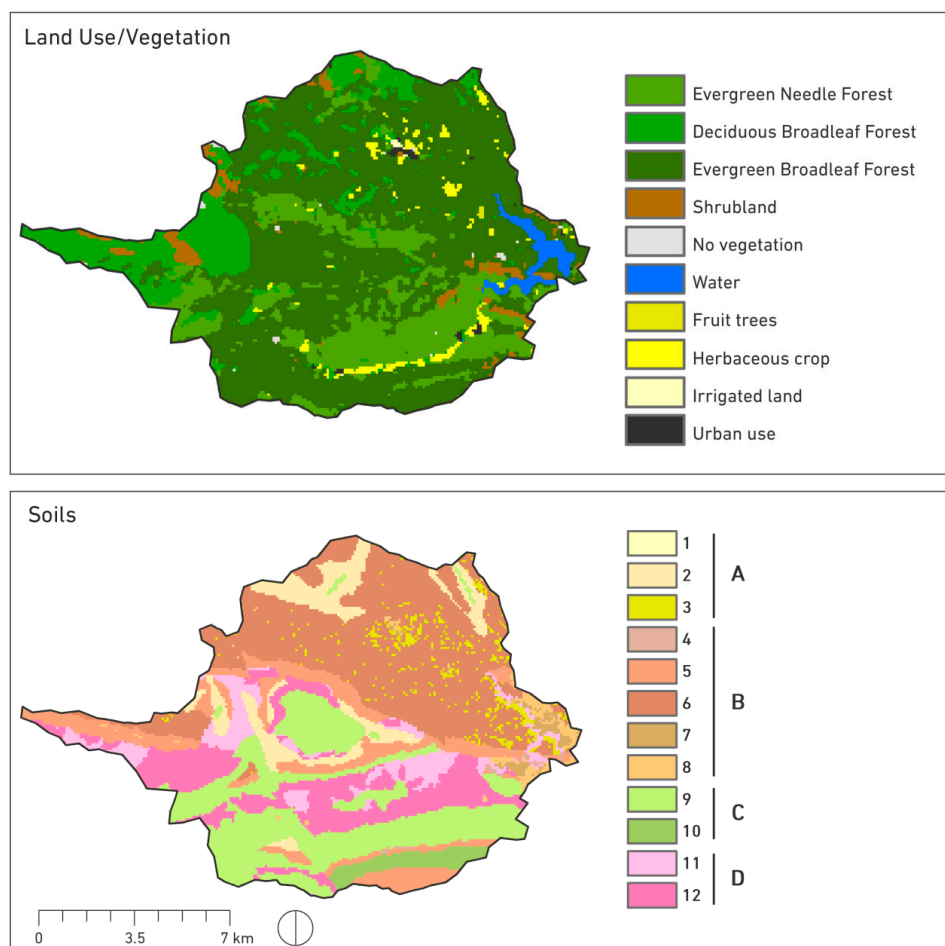 Land Use/Vegetation
Evergreen Needle Forest
Deciduous Broadleaf Forest
Evergreen Broadleaf Forest
Shrubland
No vegetation
Water
Fruit trees
Herbaceous crop
Irrigated land
Urban use
Soils
1
2
A
3
4
5
6
B
7
8
9
C
10
11
D
12
0
3.5
7 km